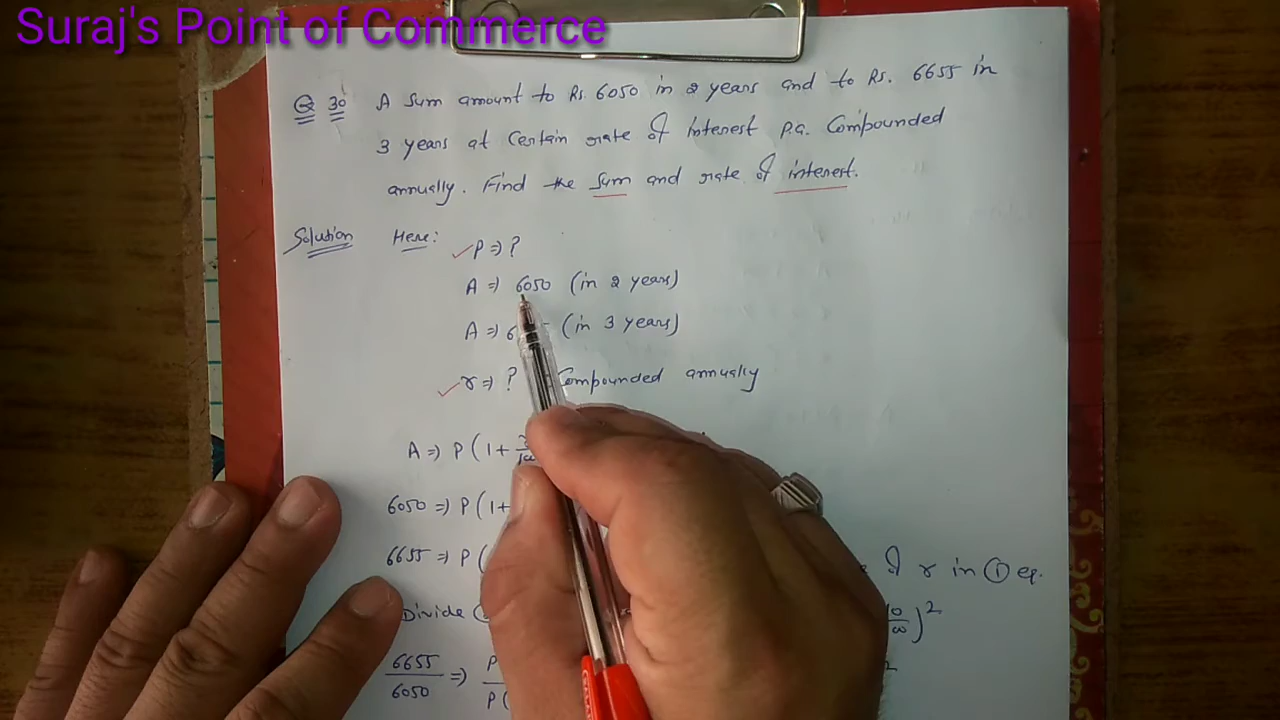 Suraj's Point of Commerce
Q 30 A Sum amount to Rs. 6050 in 2 years and to Rs. 6655 in
3 years at Certain rate of interest p.a. Compounded
annually. Find the Sum and rate of interest.
Solution Here: P => ?
A => 6050 (in 2 years)
A => 6 (in 3 years)
r => ? Compounded annually
A => P (1 +
6050 => P (1+
6655 => P ( of r in ① eq.
Divide )²
6655/6050 => P/P(